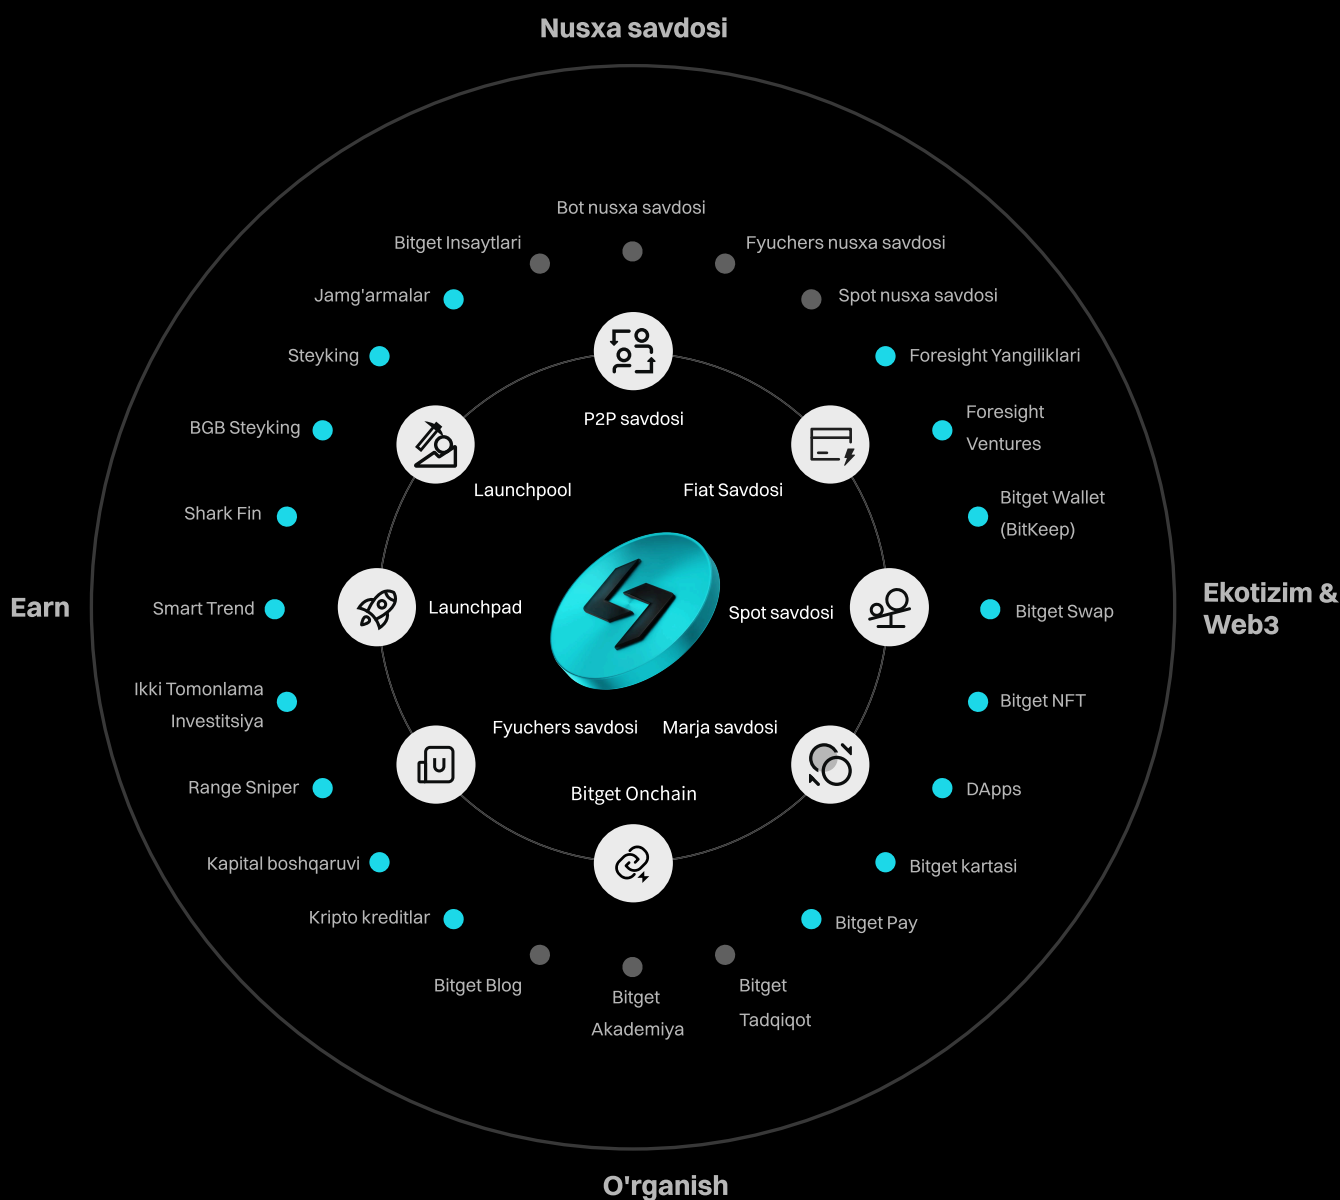 Nusxa savdosi
Bot nusxa savdosi
Bitget Insaytlari
Fyuchers nusxa savdosi
Jamg'armalar
Spot nusxa savdosi
Steyking
Foresight Yangiliklari
P2P savdosi
BGB Steyking
Foresight
Ventures
Launchpool
Fiat Savdosi
Shark Fin
Bitget Wallet
(BitKeep)
Earn
Smart Trend
Launchpad
Spot savdosi
Bitget Swap
Ekotizim &
Web3
Ikki Tomonlama
Investitsiya
Fyuchers savdosi
Marja savdosi
Bitget NFT
Range Sniper
Bitget Onchain
DApps
Kapital boshqaruvi
Bitget kartasi
Kripto kreditlar
Bitget Pay
Bitget Blog
Bitget
Akademiya
Bitget
Tadqiqot
O'rganish